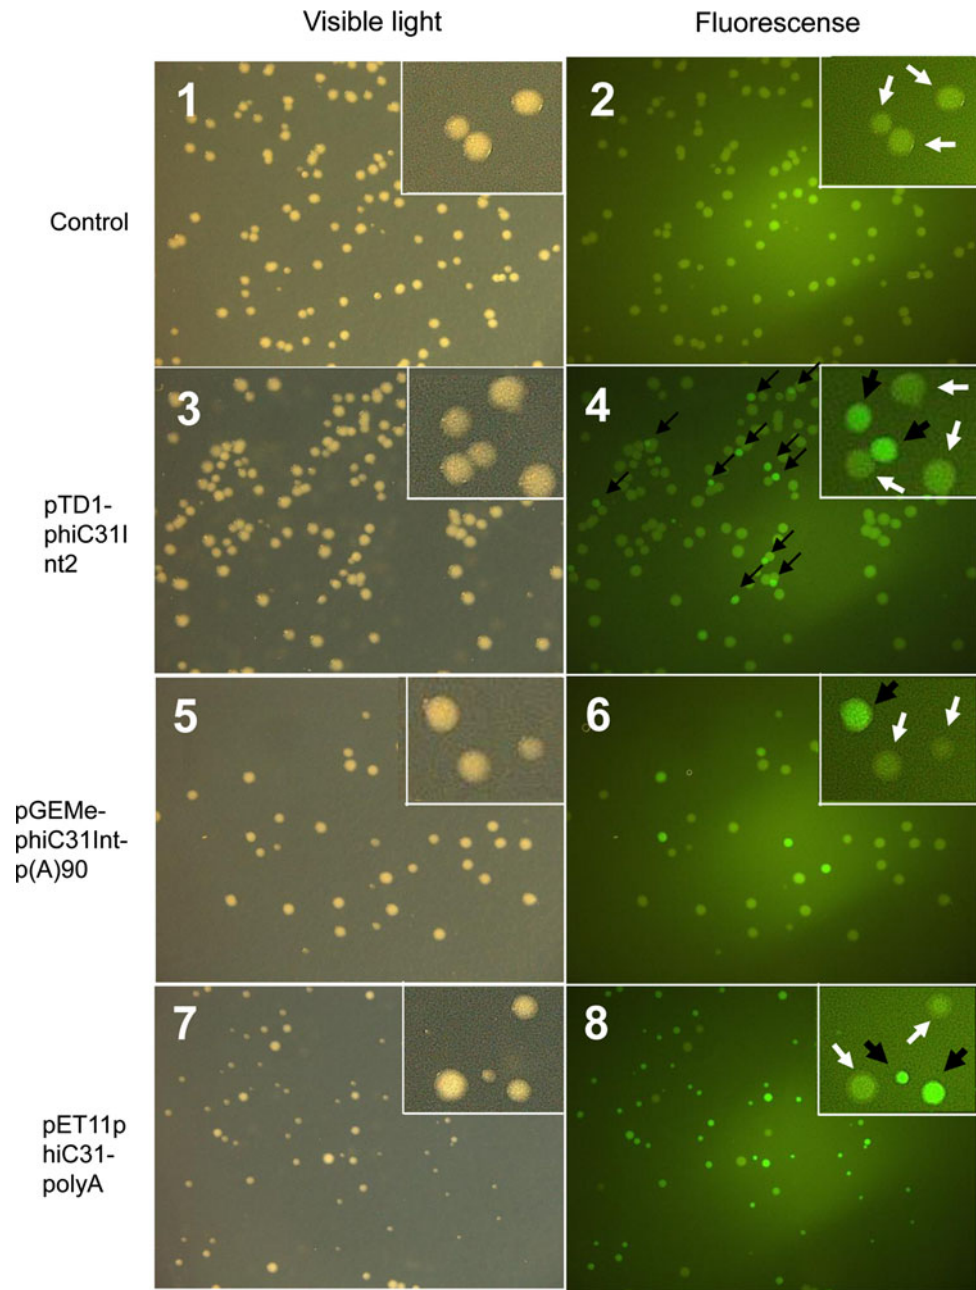 Visible light
Fluorescense
1
2
Control
3
4
pTD1-
phiC31I
nt2
5
6
pGEMe-
phiC31Int-
p(A)90
7
8
pET11p
hiC31-
polyA